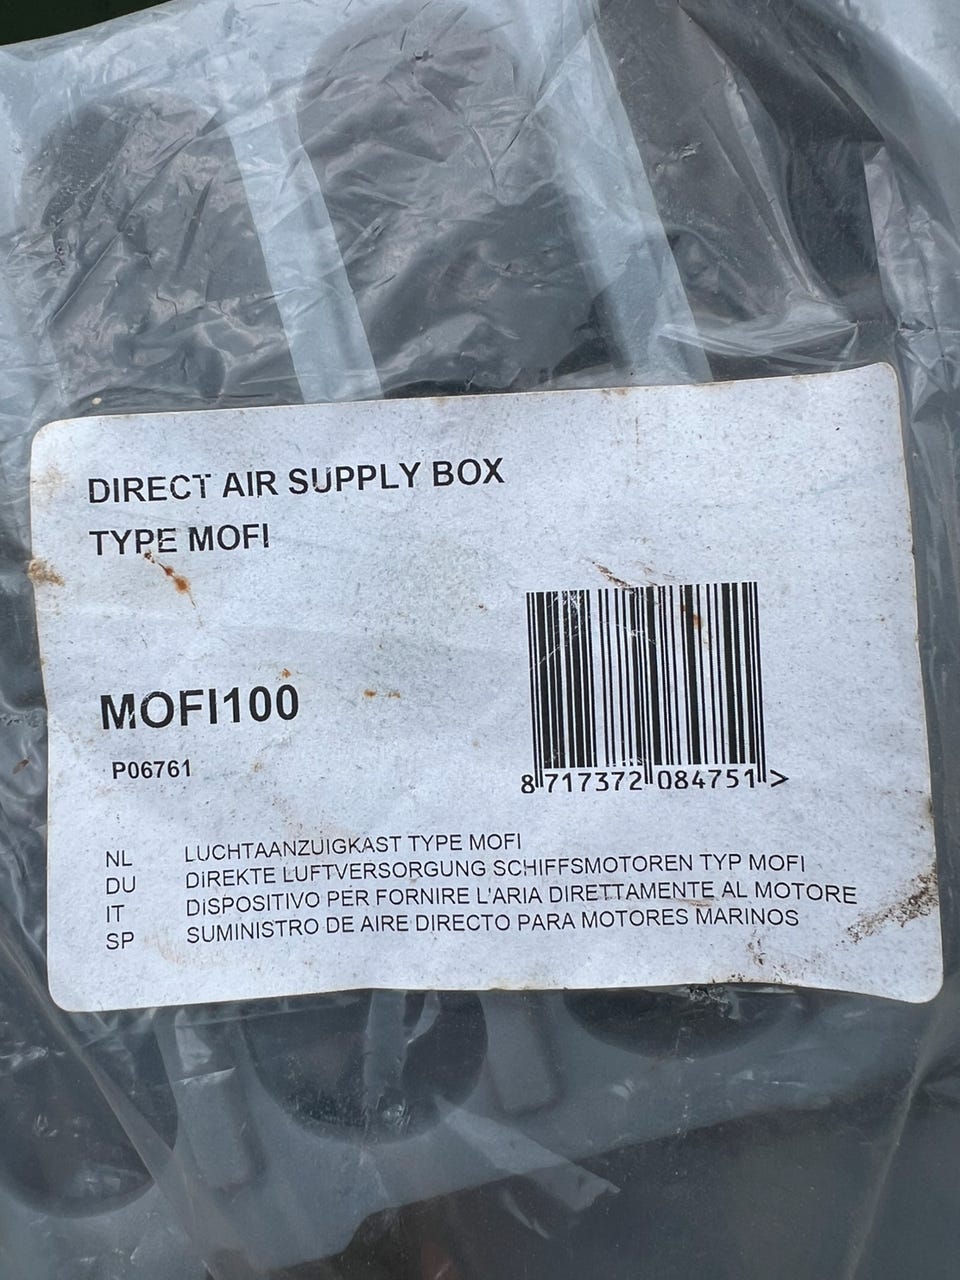 DIRECT AIR SUPPLY BOX
TYPE MOFI
MOFI100
P06761
8 717372 084751 >
NL LUCHTAANZUIGKAST TYPE MOFI
DU DIREKTE LUFTVERSORGUNG SCHIFFSMOTOREN TYP MOFI
IT DISPOSITIVO PER FORNIRE L'ARIA DIRETTAMENTE AL MOTORE
SP SUMINISTRO DE AIRE DIRECTO PARA MOTORES MARINOS